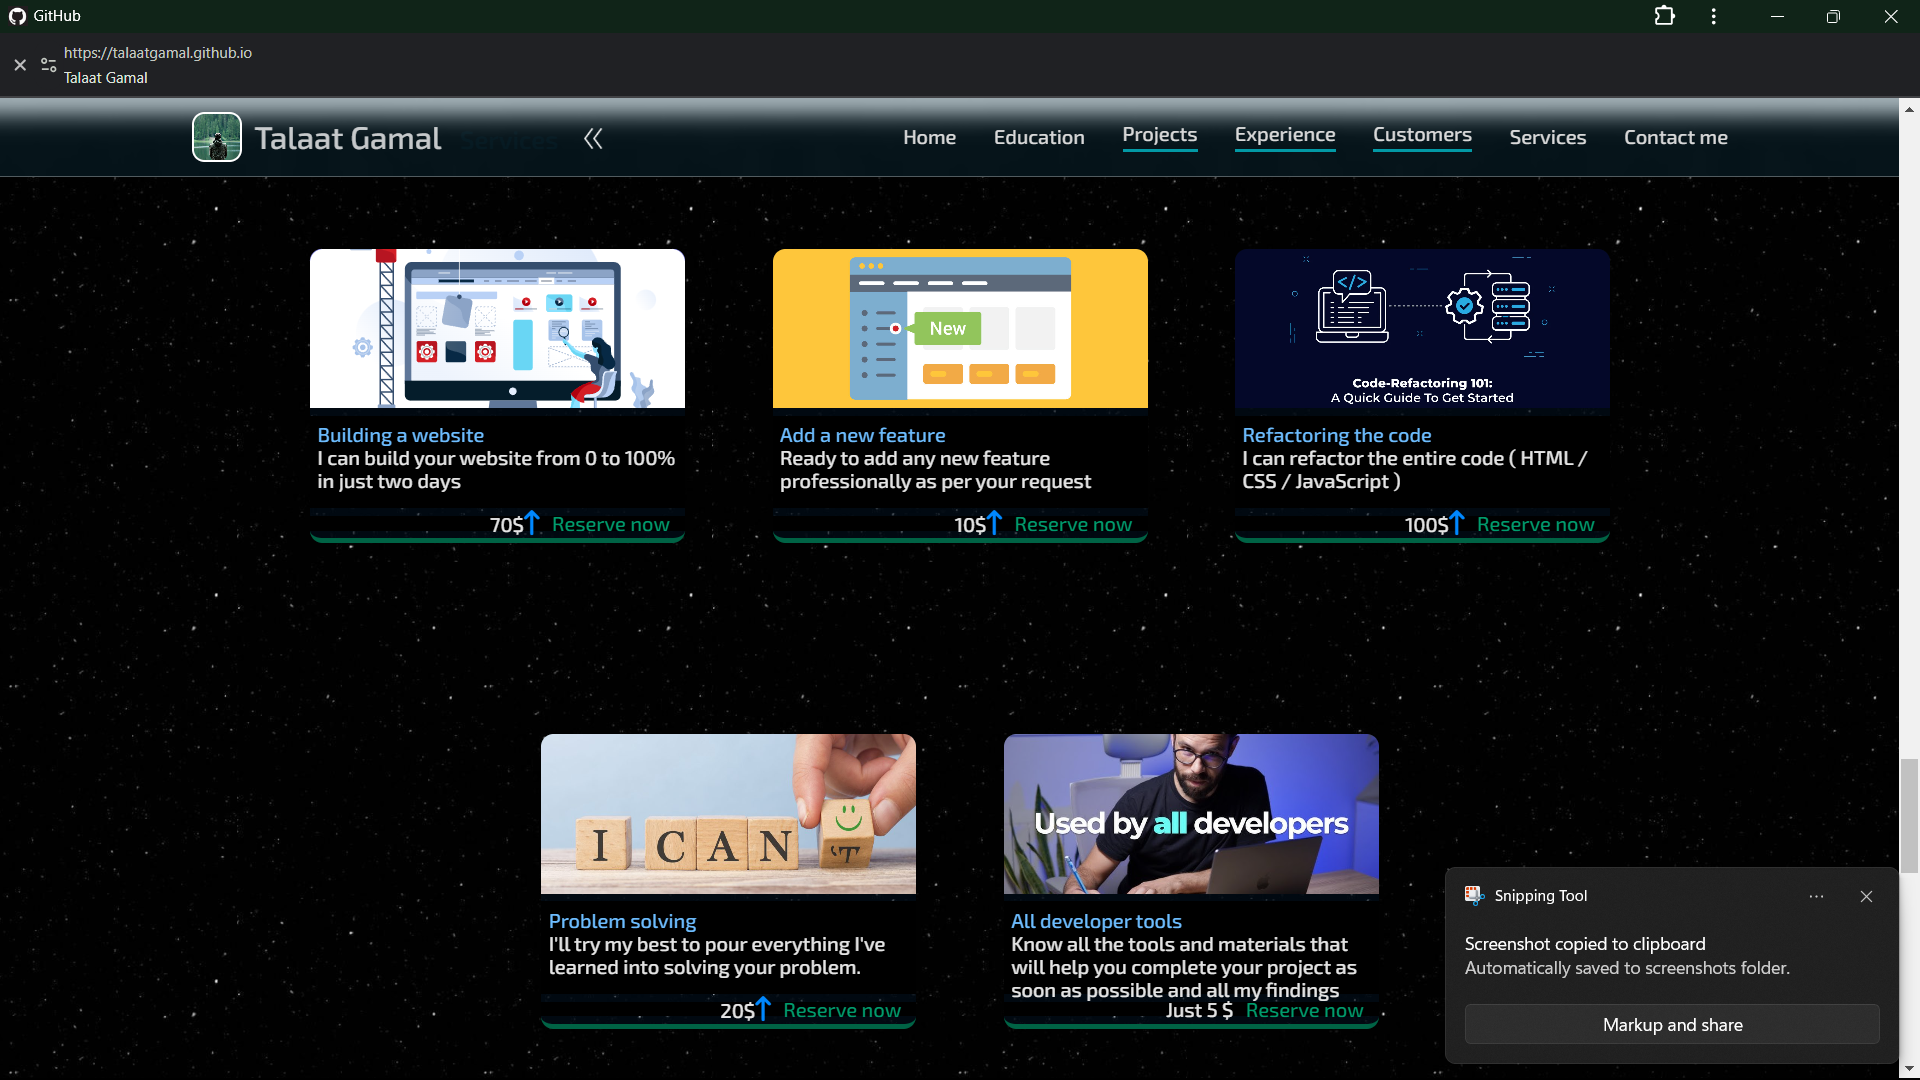 GitHub
https://talaatgamal.github.io
Talaat Gamal
Talaat Gamal Services
Home Education Projects Experience Customers Services Contact me
New
</>
Code-Refactoring 101:
A Quick Guide To Get Started
Building a website
I can build your website from 0 to 100%
in just two days
70$ Reserve now
Add a new feature
Ready to add any new feature
professionally as per your request
10$ Reserve now
Refactoring the code
I can refactor the entire code ( HTML /
CSS / JavaScript )
100$ Reserve now
I CAN 'T
Used by all developers
Problem solving
I'll try my best to pour everything I've
learned into solving your problem.
20$ Reserve now
All developer tools
Know all the tools and materials that
will help you complete your project as
soon as possible and all my findings
Just 5 $ Reserve now
Snipping Tool
Screenshot copied to clipboard
Automatically saved to screenshots folder.
Markup and share